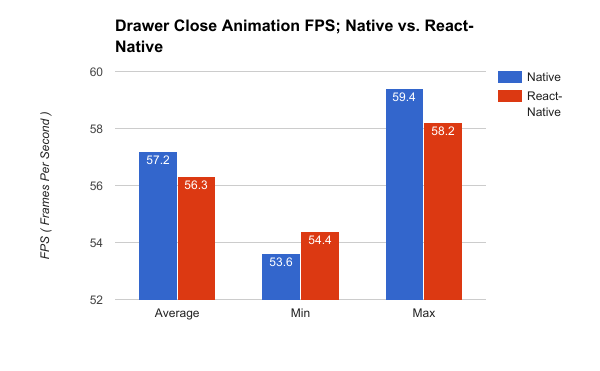 Drawer Close Animation FPS; Native vs. React-
Native
60
58
56
54
52
FPS ( Frames Per Second )
57.2
56.3
53.6
54.4
59.4
58.2
Average
Min
Max
Native
React-
Native